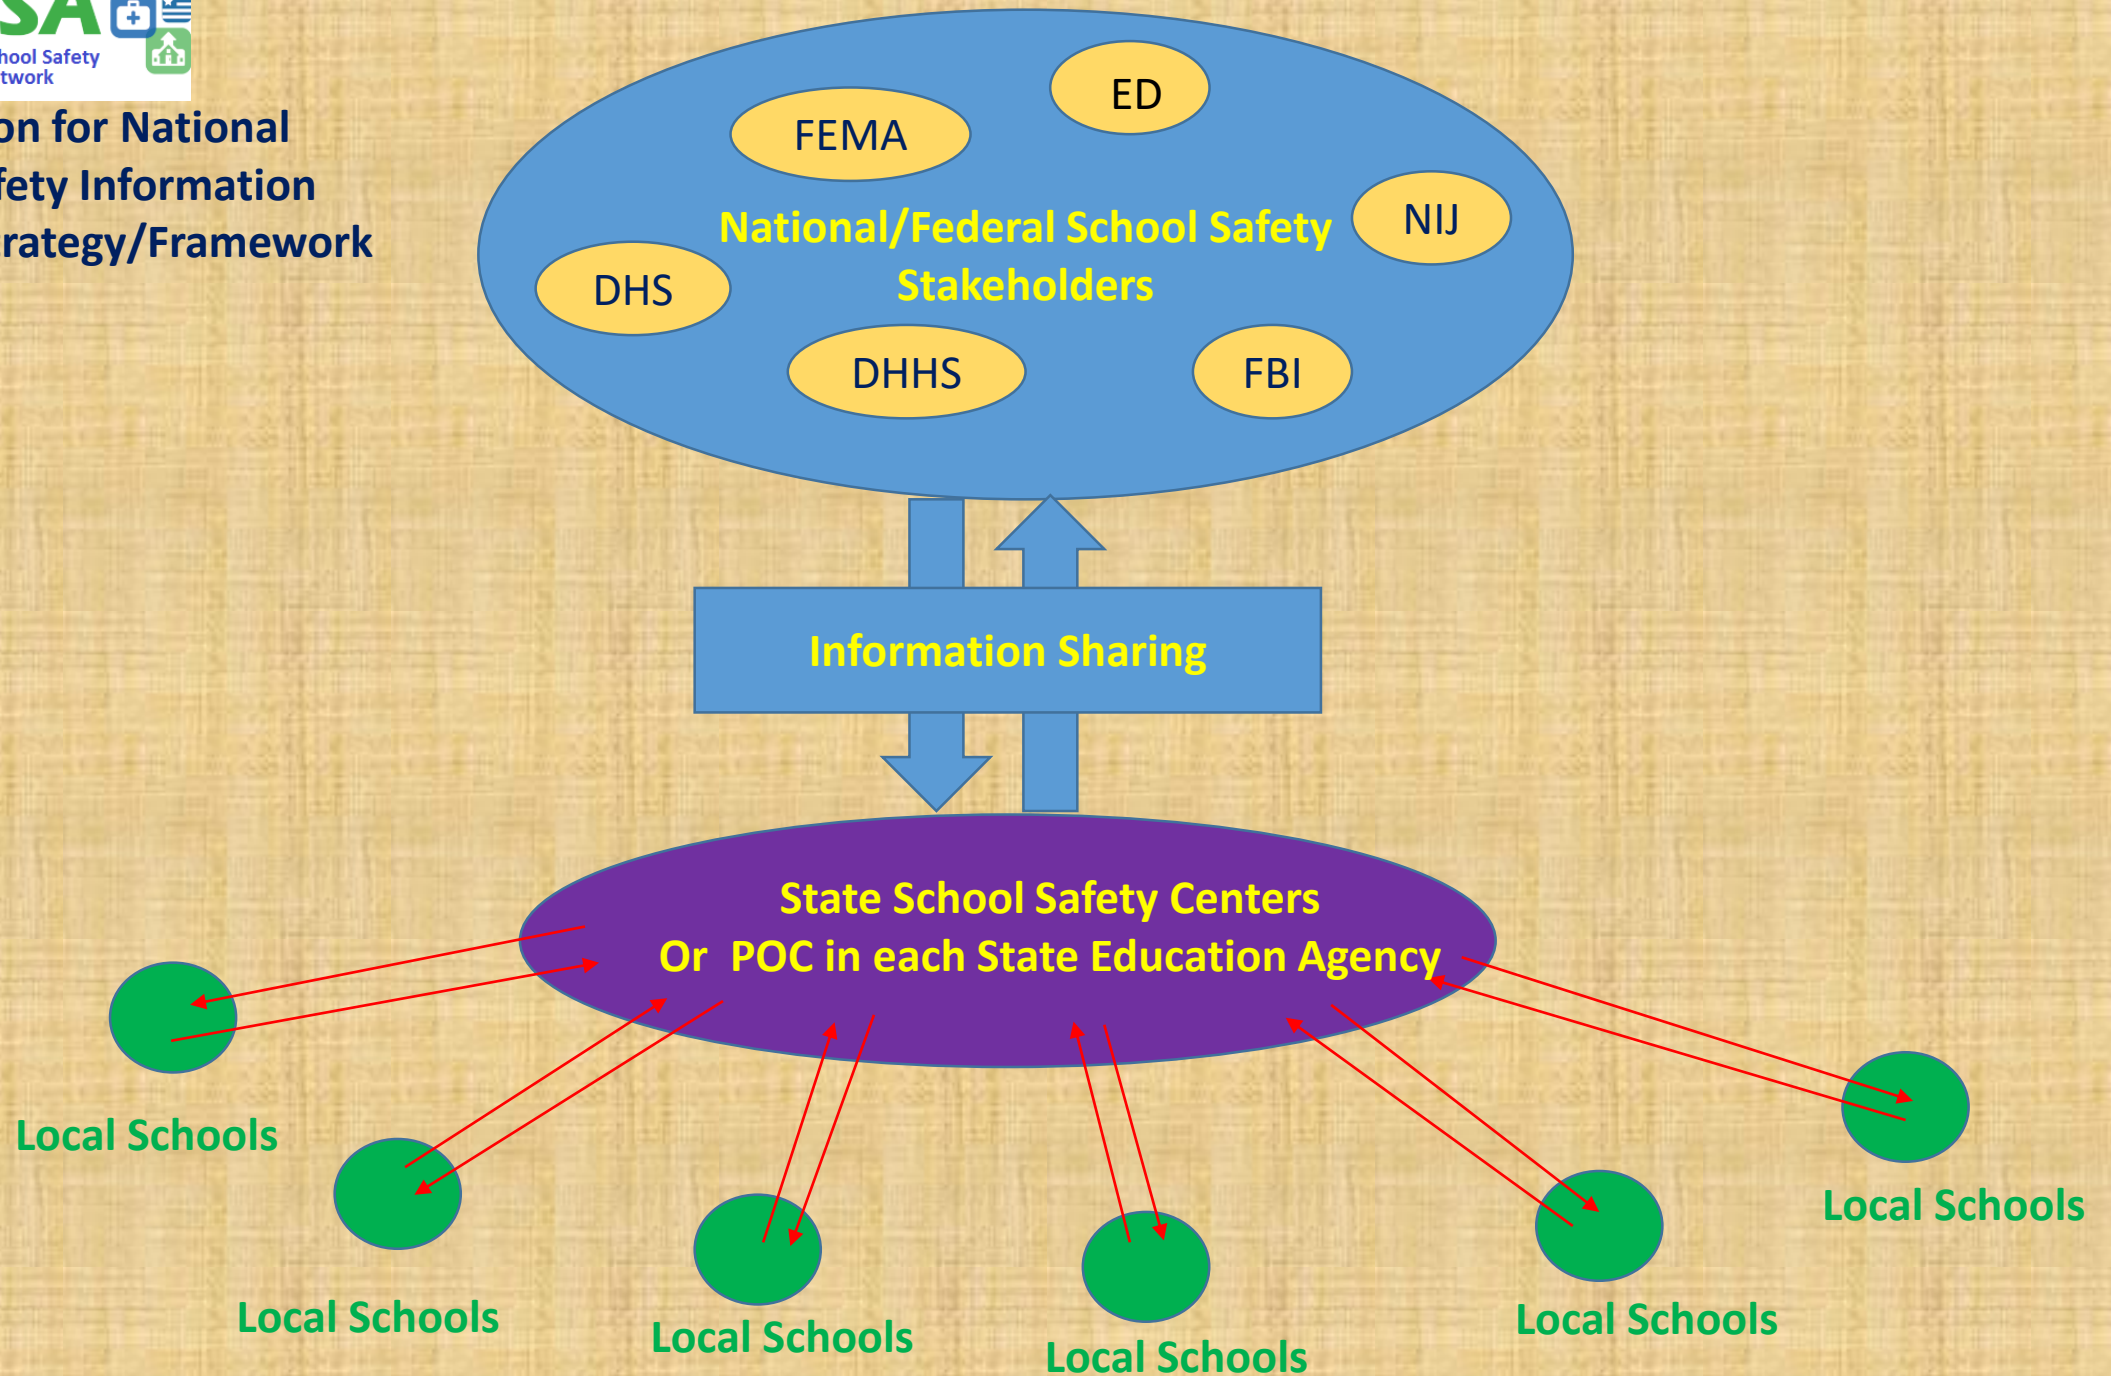 SA
hool Safety
twork
on for National
fety Information
rategy/Framework
ED
FEMA
NIJ
National/Federal School Safety
Stakeholders
DHS
DHHS
FBI
Information Sharing
State School Safety Centers
Or POC in each State Education Agency
Local Schools
Local Schools
Local Schools
Local Schools
Local Schools
Local Schools